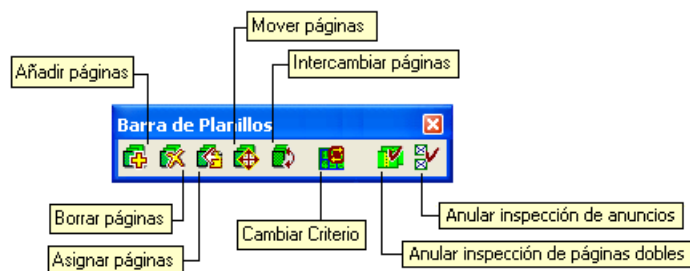 Mover páginas
Intercambiar páginas
Añadir páginas
Barra de Planillos
Borrar páginas
Cambiar Criterio
Anular inspección de anuncios
Asignar páginas
Anular inspección de páginas dobles